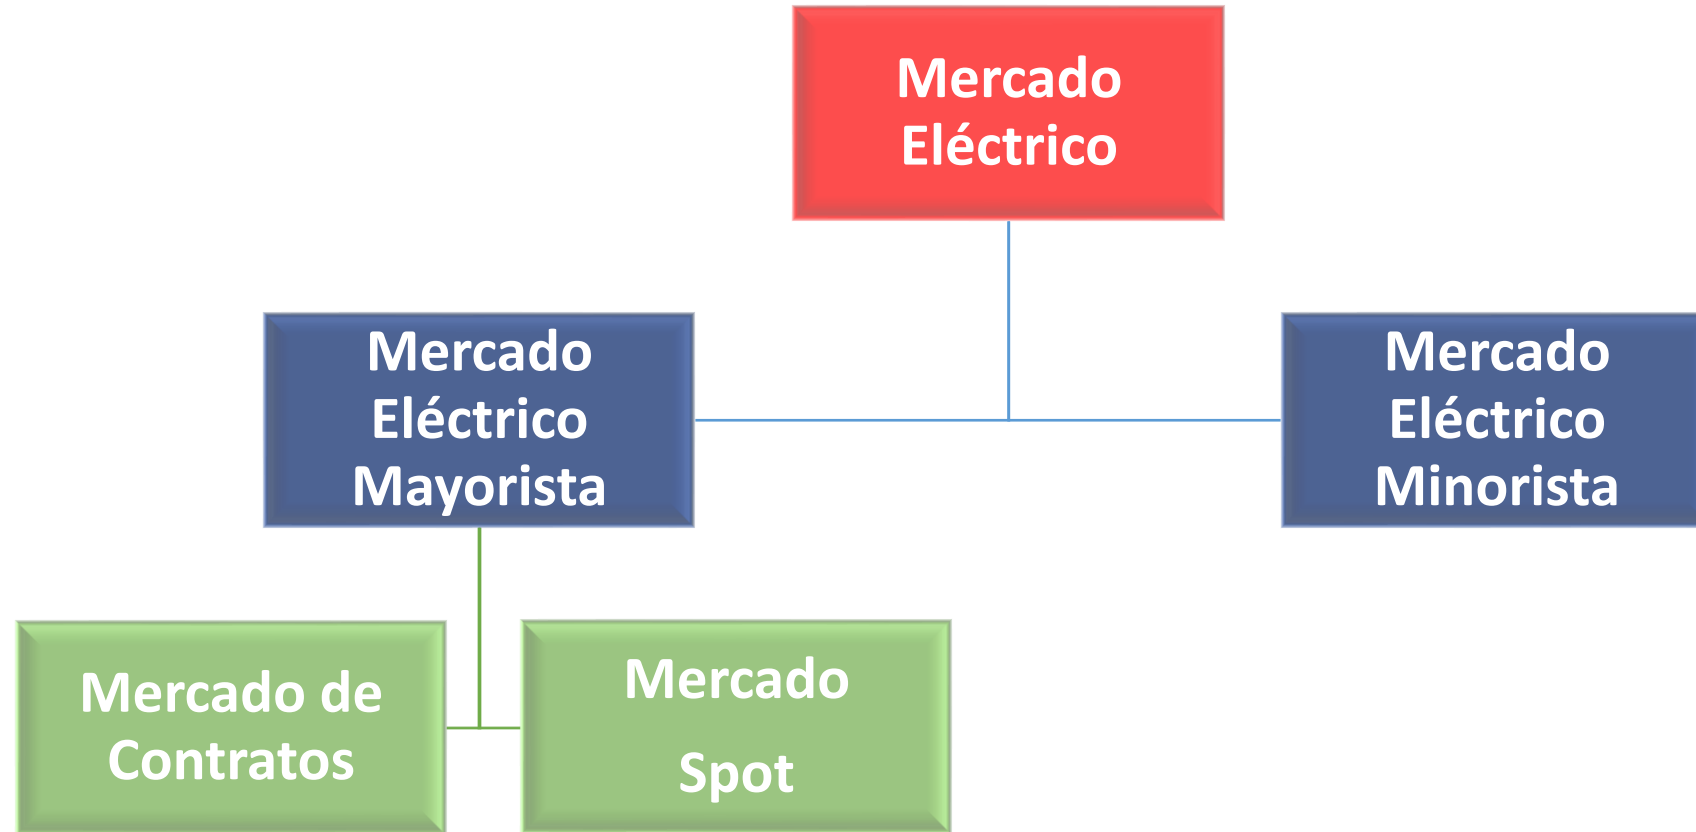 Mercado
Eléctrico
Mercado
Eléctrico
Mayorista
Mercado
Eléctrico
Minorista
Mercado de
Contratos
Mercado
Spot